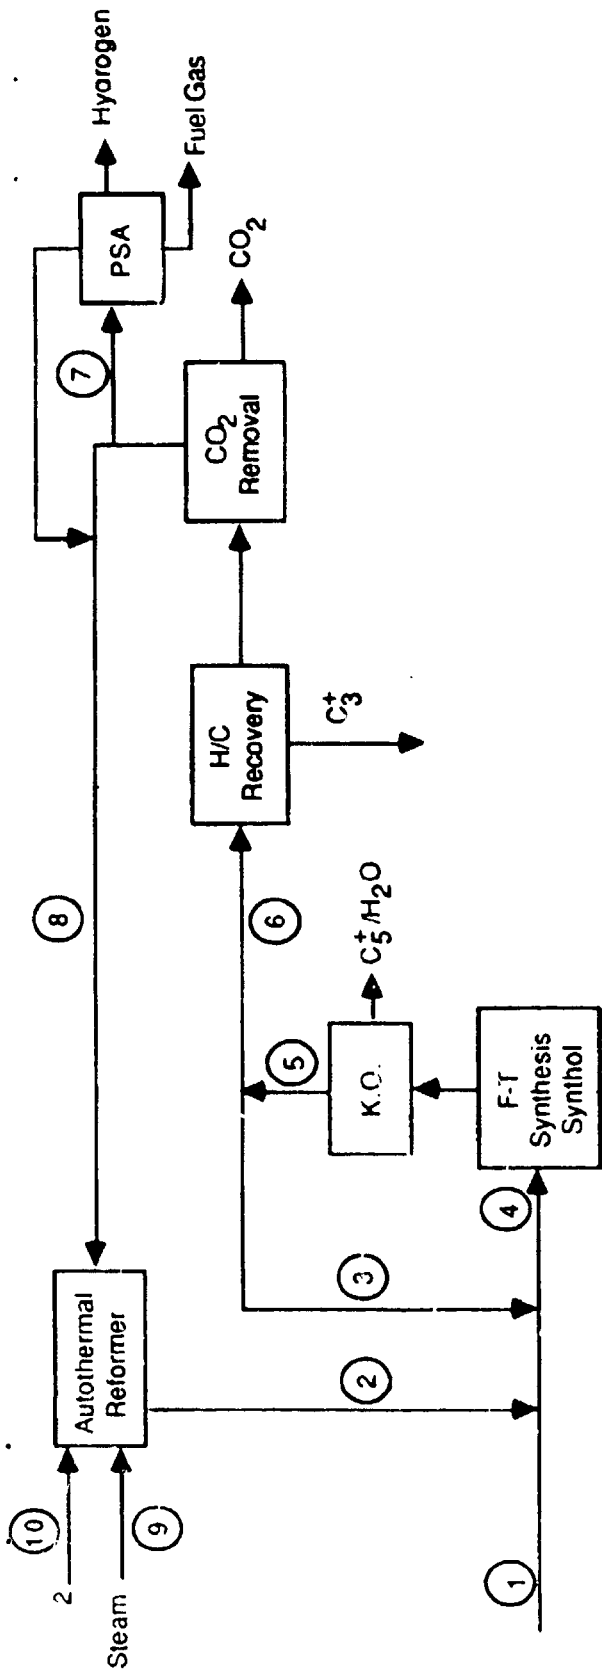 Hydrogen
Fuel Gas
PSA
7
CO2
CO2
Removal
8
H/C
Recovery
C3+
6
C5+/H2O
5
K.O.
F-T
Synthesis
Synthol
4
3
2
Autothermal
Reformer
10
2
9
Steam
1